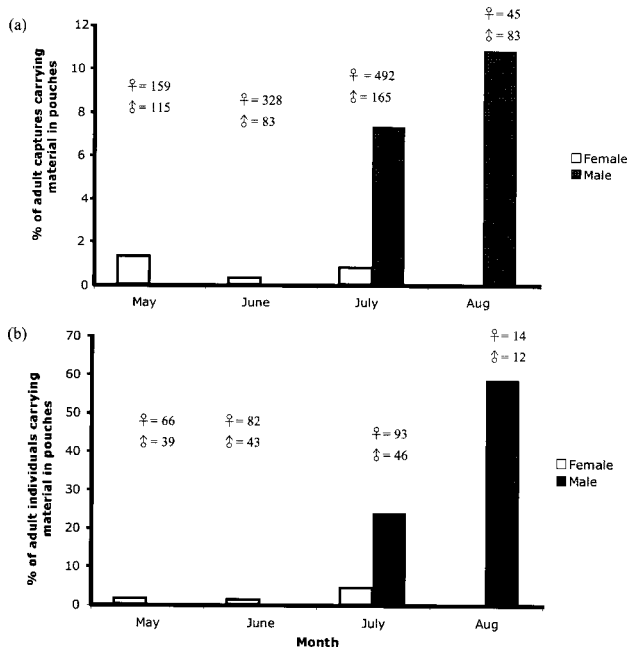 (a)
% of adult captures carrying
material in pouches
12
10
8
6
4
2
0
♀ = 159
♂ = 115
♀ = 328
♂ = 83
♀ = 492
♂ = 165
♀ = 45
♂ = 83
Female
Male
May June July Aug
(b)
% of adult individuals carrying
material in pouches
70
60
50
40
30
20
10
0
♀ = 66
♂ = 39
♀ = 82
♂ = 43
♀ = 93
♂ = 46
♀ = 14
♂ = 12
Female
Male
May June July Aug
Month